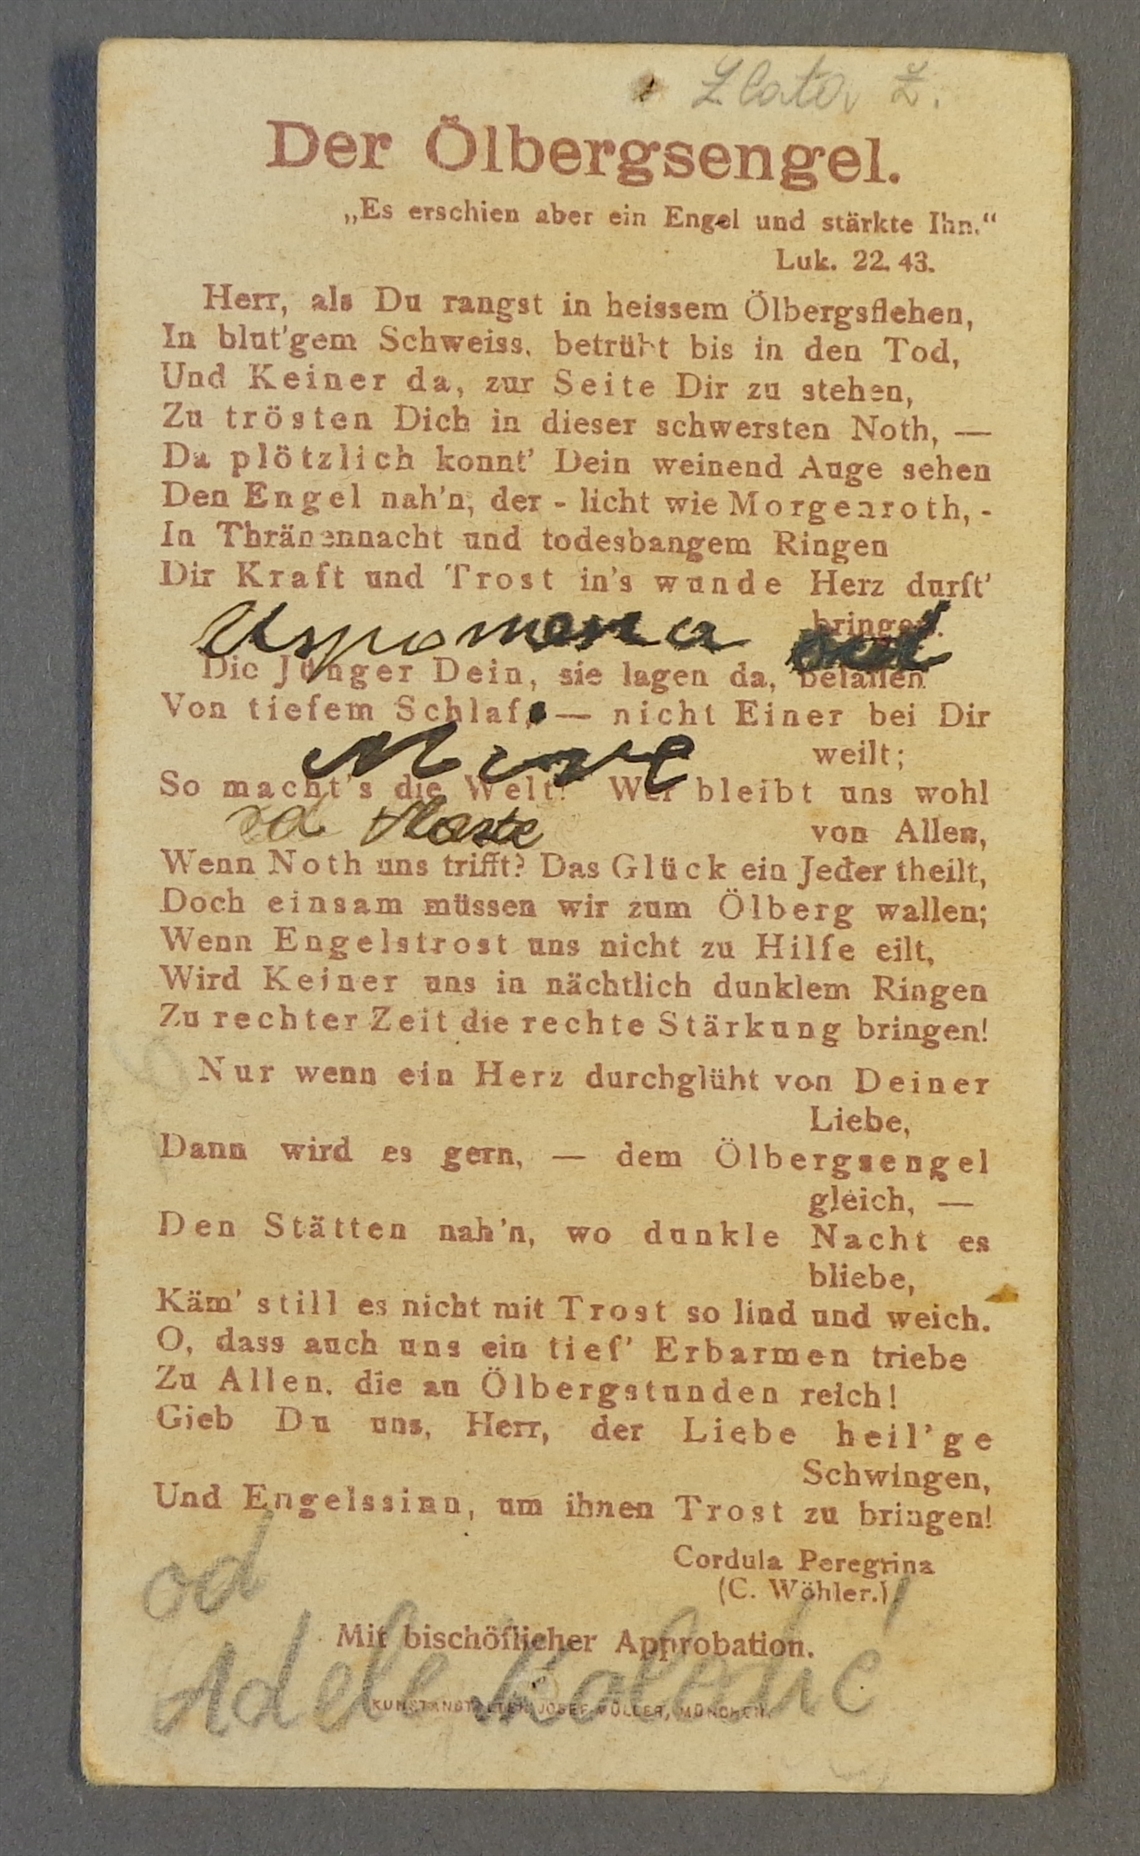 Zlata Z.
Der Ölbergsengel.
„Es erschien aber ein Engel und stärkte Ihn.“
Luk. 22. 43.
Herr, als Du rangst in heissem Ölbergsflehen,
In blut'gem Schweiss, betrübt bis in den Tod,
Und Keiner da, zur Seite Dir zu stehen,
Zu trösten Dich in dieser schwersten Noth, —
Da plötzlich konnt' Dein weinend Auge sehen
Den Engel nah'n, der - licht wie Morgenroth, -
In Thränennacht und todesbangem Ringen
Dir Kraft und Trost in's wunde Herz durft'
bringen.
Uspomena od
Die Jünger Dein, sie lagen da, befallen
Von tiefem Schlaf, — nicht Einer bei Dir
weilt;
So macht's die Welt! Wer bleibt uns wohl
von Allen,
Wenn Noth uns trifft? Das Glück ein Jeder theilt,
Doch einsam müssen wir zum Ölberg wallen;
Wenn Engelstrost uns nicht zu Hilfe eilt,
Wird Keiner uns in nächtlich dunklem Ringen
Zu rechter Zeit die rechte Stärkung bringen!
Nur wenn ein Herz durchglüht von Deiner
Liebe,
Dann wird es gern, — dem Ölbergsengel
gleich, —
Den Stätten nah'n, wo dunkle Nacht es
bliebe,
Käm' still es nicht mit Trost so lind und weich.
O, dass auch uns ein tief' Erbarmen triebe
Zu Allen, die an Ölbergstunden reich!
Gieb Du uns, Herr, der Liebe heil'ge
Schwingen,
Und Engelssinn, um ihnen Trost zu bringen!
Cordula Peregrina
(C. Wöhler.)
od
Mit bischöflicher Approbation.
Adele
KUNSTANSTALTEN JOSEF MÜLLER, MÜNCHEN.